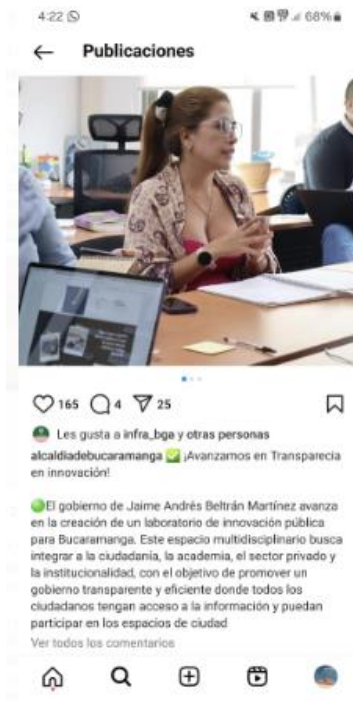 4:22 68%
Publicaciones
165 4 25
Les gusta a infra_bga y otras personas
alcaldiadebucaramanga ✅ ¡Avanzamos en Transparecia
en innovación!
🟢El gobierno de Jaime Andrés Beltrán Martínez avanza
en la creación de un laboratorio de innovación pública
para Bucaramanga. Este espacio multidisciplinario busca
integrar a la ciudadanía, la academia, el sector privado y
la institucionalidad, con el objetivo de promover un
gobierno transparente y eficiente donde todos los
ciudadanos tengan acceso a la información y puedan
participar en los espacios de ciudad
Ver todos los comentarios